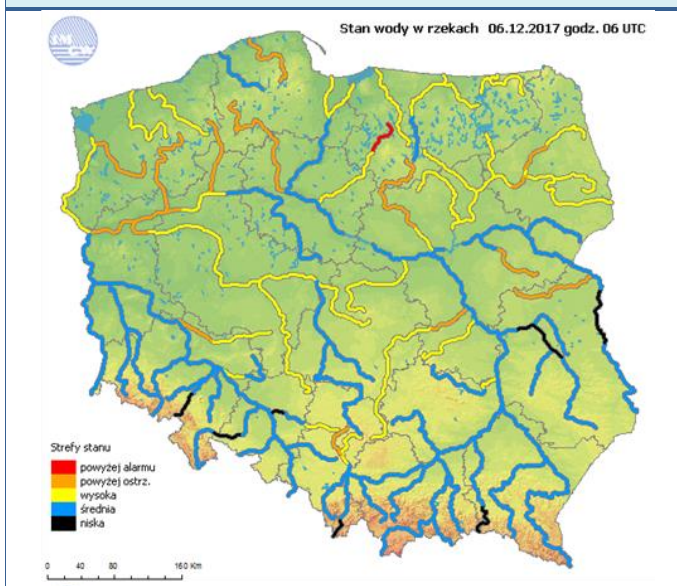 Stan wody w rzekach 06.12.2017 godz. 06 UTC
Strefy stanu
powyżej alarmu
powyżej ostrz.
wysoka
średnia
niska
0 40 80 160 Km